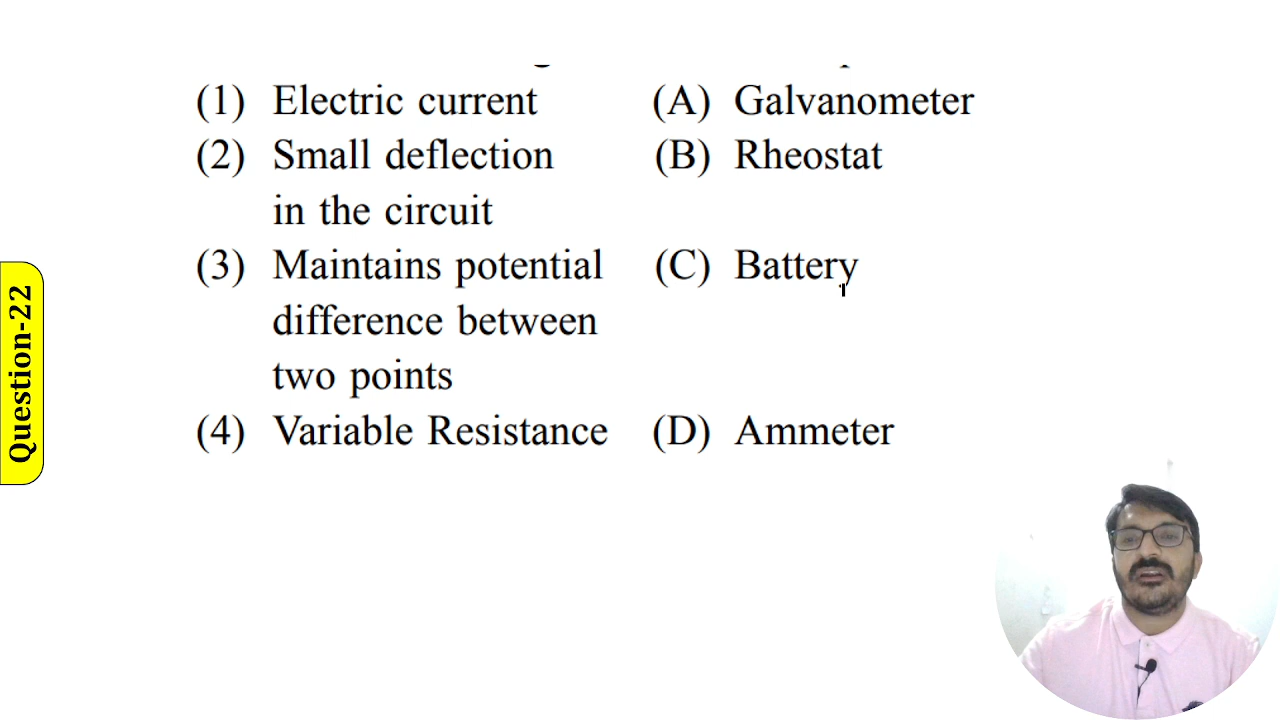 (1) Electric current (A) Galvanometer
(2) Small deflection (B) Rheostat
in the circuit
(3) Maintains potential (C) Battery
difference between
two points
(4) Variable Resistance (D) Ammeter
Question-22